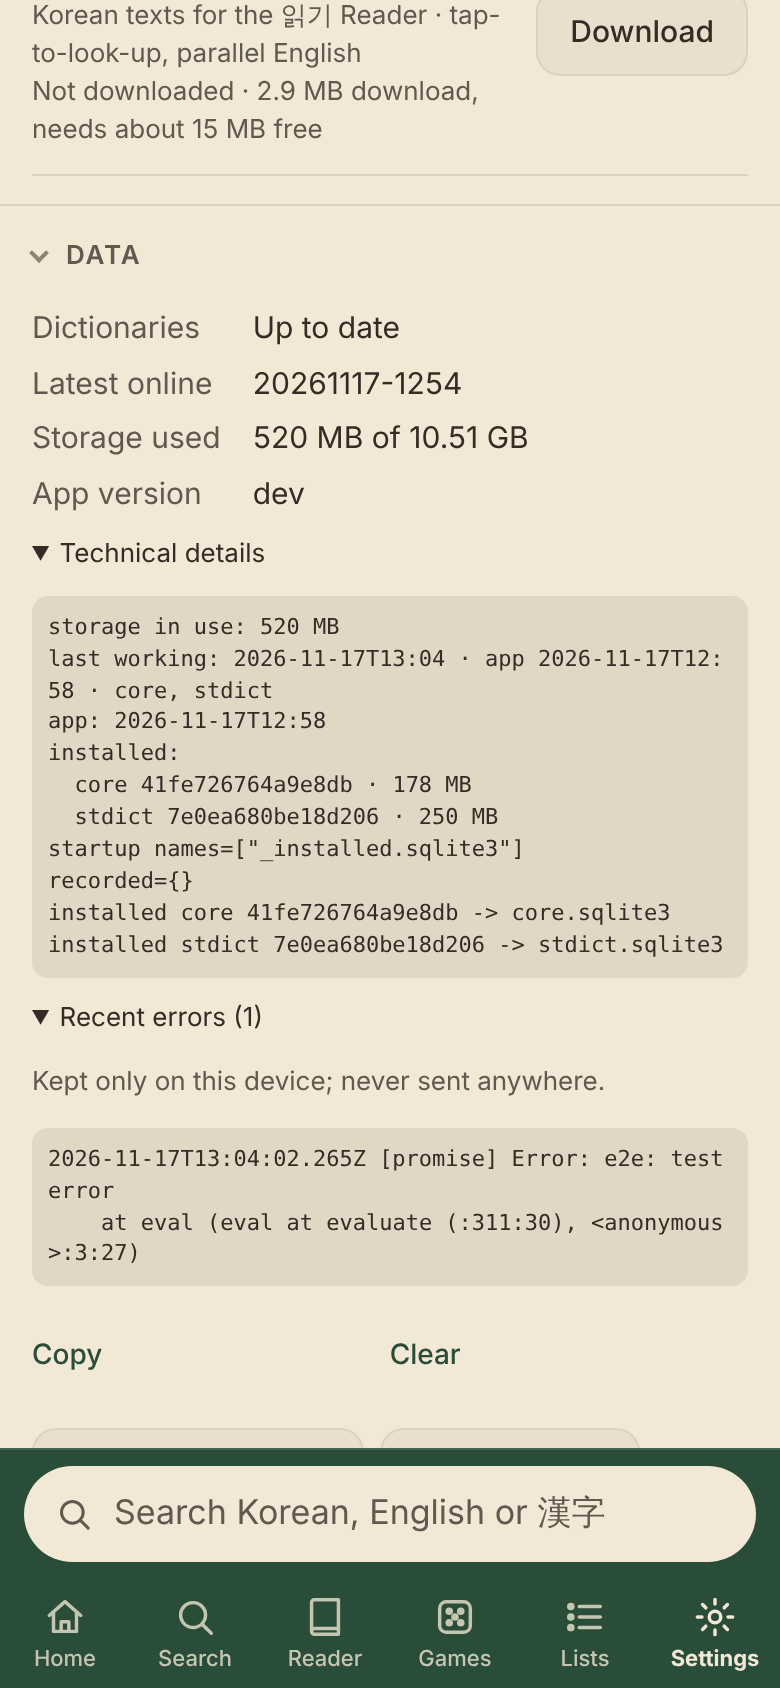 Korean texts for the 읽기 Reader · tap-
to-look-up, parallel English
Not downloaded · 2.9 MB download,
needs about 15 MB free
Download
DATA
Dictionaries Up to date
Latest online 20261117-1254
Storage used 520 MB of 10.51 GB
App version dev
▼ Technical details
storage in use: 520 MB
last working: 2026-11-17T13:04 · app 2026-11-17T12:
58 · core, stdict
app: 2026-11-17T12:58
installed:
  core 41fe726764a9e8db · 178 MB
  stdict 7e0ea680be18d206 · 250 MB
startup names=["_installed.sqlite3"]
recorded={}
installed core 41fe726764a9e8db -> core.sqlite3
installed stdict 7e0ea680be18d206 -> stdict.sqlite3
▼ Recent errors (1)
Kept only on this device; never sent anywhere.
2026-11-17T13:04:02.265Z [promise] Error: e2e: test
error
    at eval (eval at evaluate (:311:30), <anonymous
>:3:27)
Copy Clear
Search Korean, English or 漢字
Home Search Reader Games Lists Settings